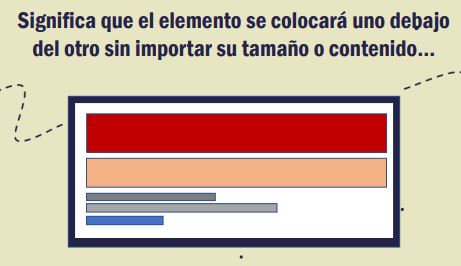 Significa que el elemento se colocará uno debajo
del otro sin importar su tamaño o contenido...